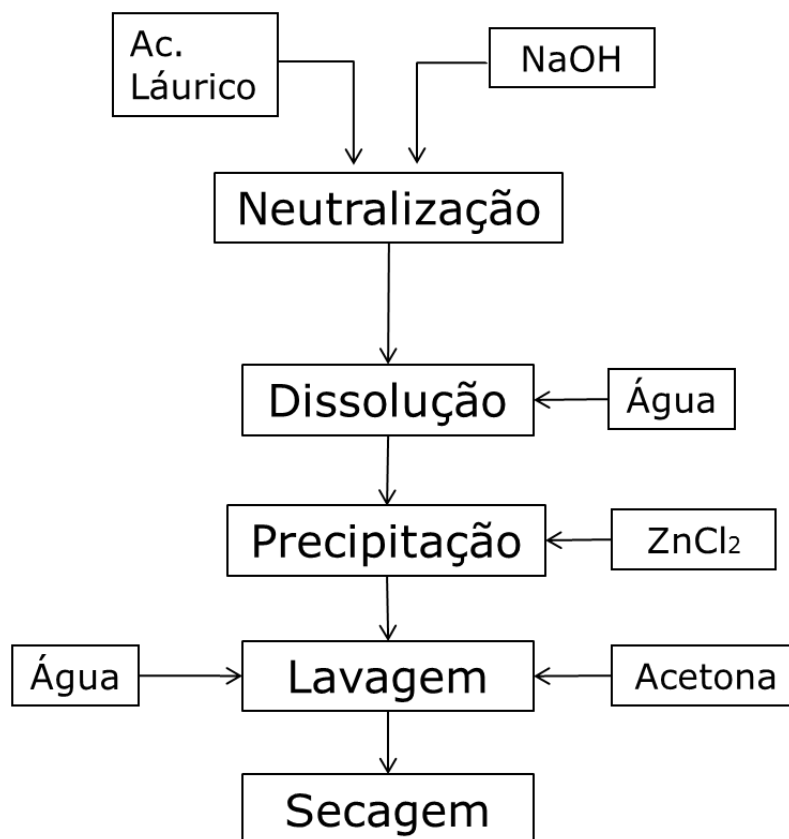 Ac.
Láurico
NaOH
Neutralização
Dissolução
Água
Precipitação
ZnCl₂
Água
Lavagem
Acetona
Secagem